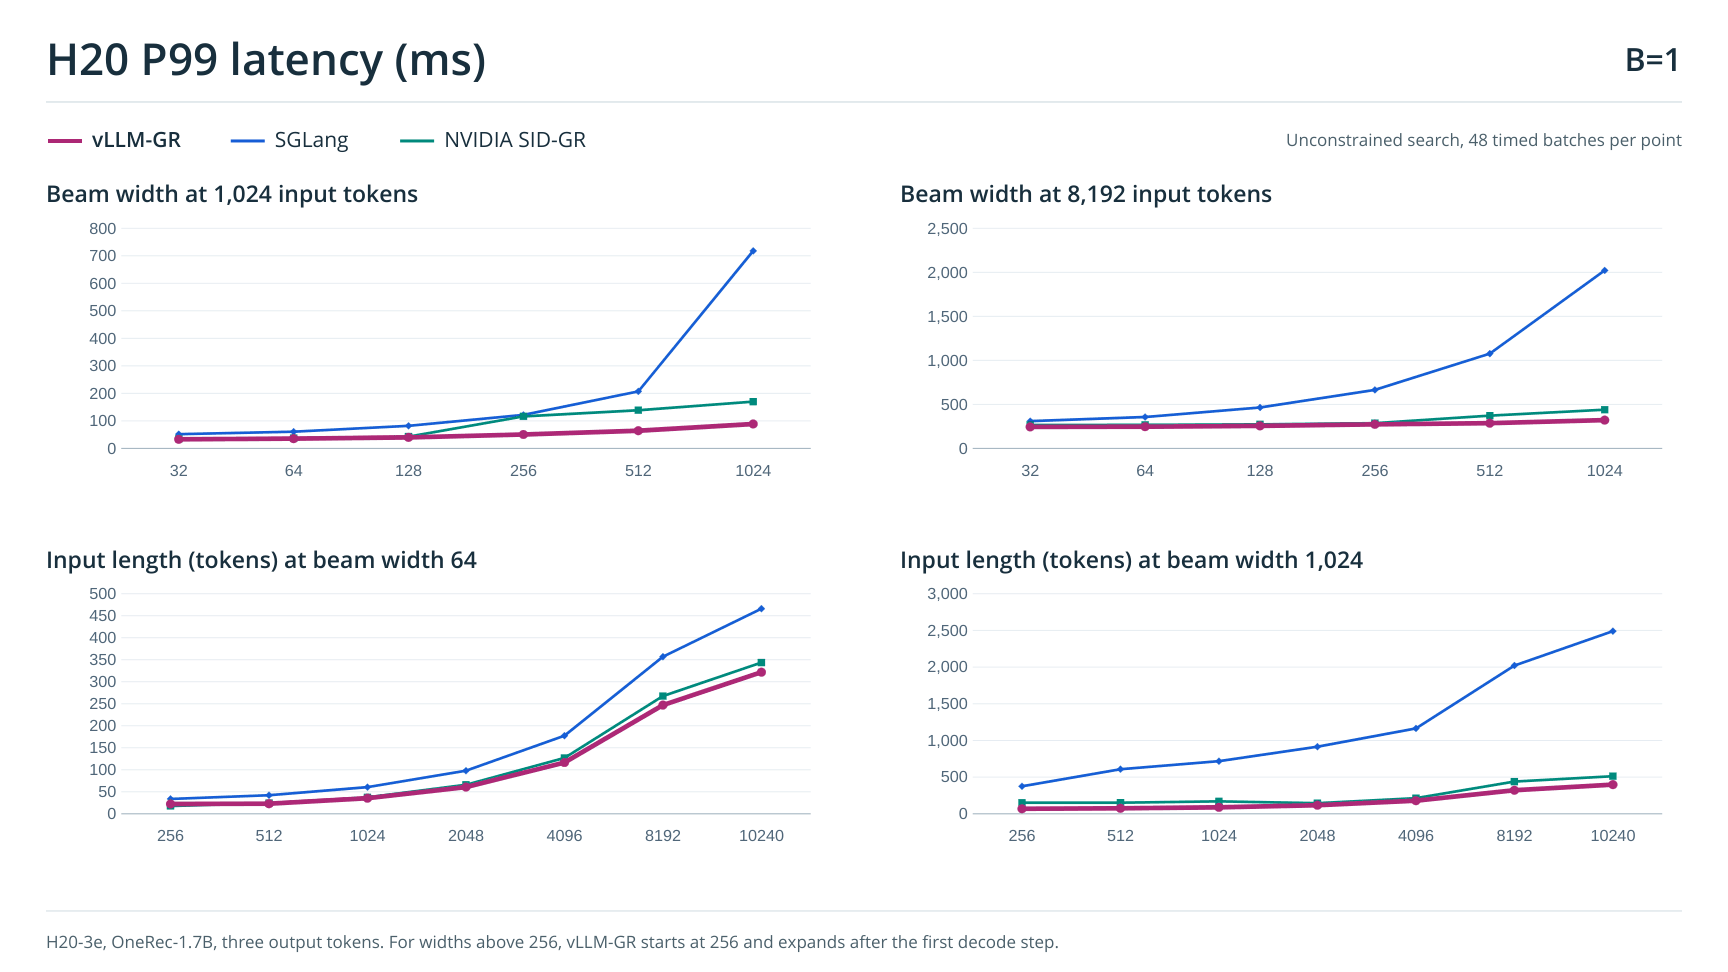 H20 P99 latency (ms)
B=1
vLLM-GR
SGLang
NVIDIA SID-GR
Unconstrained search, 48 timed batches per point
Beam width at 1,024 input tokens
800
700
600
500
400
300
200
100
0
32 64 128 256 512 1024
Beam width at 8,192 input tokens
2,500
2,000
1,500
1,000
500
0
32 64 128 256 512 1024
Input length (tokens) at beam width 64
500
450
400
350
300
250
200
150
100
50
0
256 512 1024 2048 4096 8192 10240
Input length (tokens) at beam width 1,024
3,000
2,500
2,000
1,500
1,000
500
0
256 512 1024 2048 4096 8192 10240
H20-3e, OneRec-1.7B, three output tokens. For widths above 256, vLLM-GR starts at 256 and expands after the first decode step.